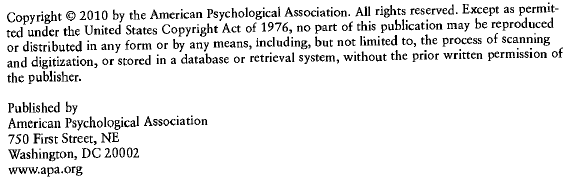 Copyright © 2010 by the American Psychological Association. All rights reserved. Except as permit-
ted under the United States Copyright Act of 1976, no part of this publication may be reproduced
or distributed in any form or by any means, including, but not limited to, the process of scanning
and digitization, or stored in a database or retrieval system, without the prior written permission of
the publisher.
Published by
American Psychological Association
750 First Street, NE
Washington, DC 20002
www.apa.org